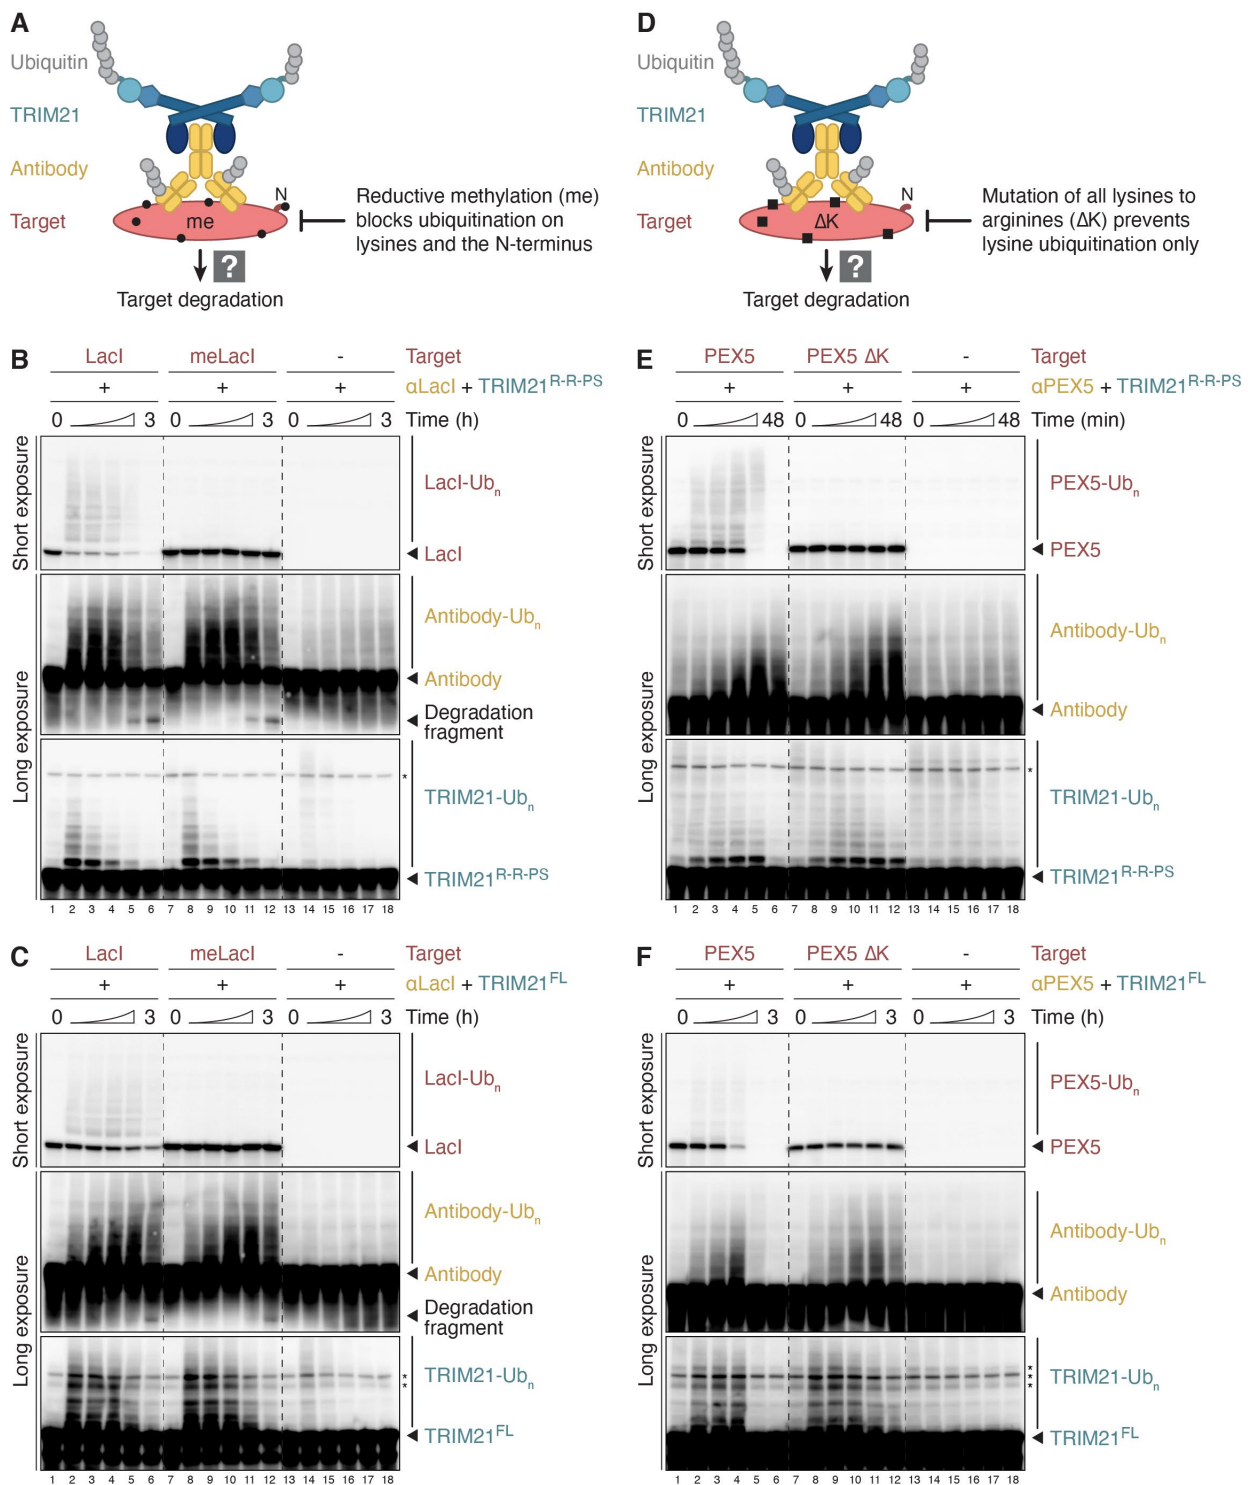 A
Ubiquitin
TRIM21
Antibody
Target
N
me
Reductive methylation (me)
blocks ubiquitination on
lysines and the N-terminus
?
Target degradation
D
Ubiquitin
TRIM21
Antibody
Target
N
ΔK
Mutation of all lysines to
arginines (ΔK) prevents
lysine ubiquitination only
?
Target degradation
B
LacI meLacI - Target
+ + + αLacI + TRIM21R-R-PS
0 3 0 3 0 3 Time (h)
Short exposure
LacI-Ubn
LacI
Long exposure
Antibody-Ubn
Antibody
Degradation
fragment
*
TRIM21-Ubn
TRIM21R-R-PS
1 2 3 4 5 6 7 8 9 10 11 12 13 14 15 16 17 18
E
PEX5 PEX5 ΔK - Target
+ + + αPEX5 + TRIM21R-R-PS
0 48 0 48 0 48 Time (min)
Short exposure
PEX5-Ubn
PEX5
Long exposure
Antibody-Ubn
Antibody
*
TRIM21-Ubn
TRIM21R-R-PS
1 2 3 4 5 6 7 8 9 10 11 12 13 14 15 16 17 18
C
LacI meLacI - Target
+ + + αLacI + TRIM21FL
0 3 0 3 0 3 Time (h)
Short exposure
LacI-Ubn
LacI
Long exposure
Antibody-Ubn
Antibody
Degradation
fragment
*
*
TRIM21-Ubn
TRIM21FL
1 2 3 4 5 6 7 8 9 10 11 12 13 14 15 16 17 18
F
PEX5 PEX5 ΔK - Target
+ + + αPEX5 + TRIM21FL
0 3 0 3 0 3 Time (h)
Short exposure
PEX5-Ubn
PEX5
Long exposure
Antibody-Ubn
Antibody
*
*
*
TRIM21-Ubn
TRIM21FL
1 2 3 4 5 6 7 8 9 10 11 12 13 14 15 16 17 18